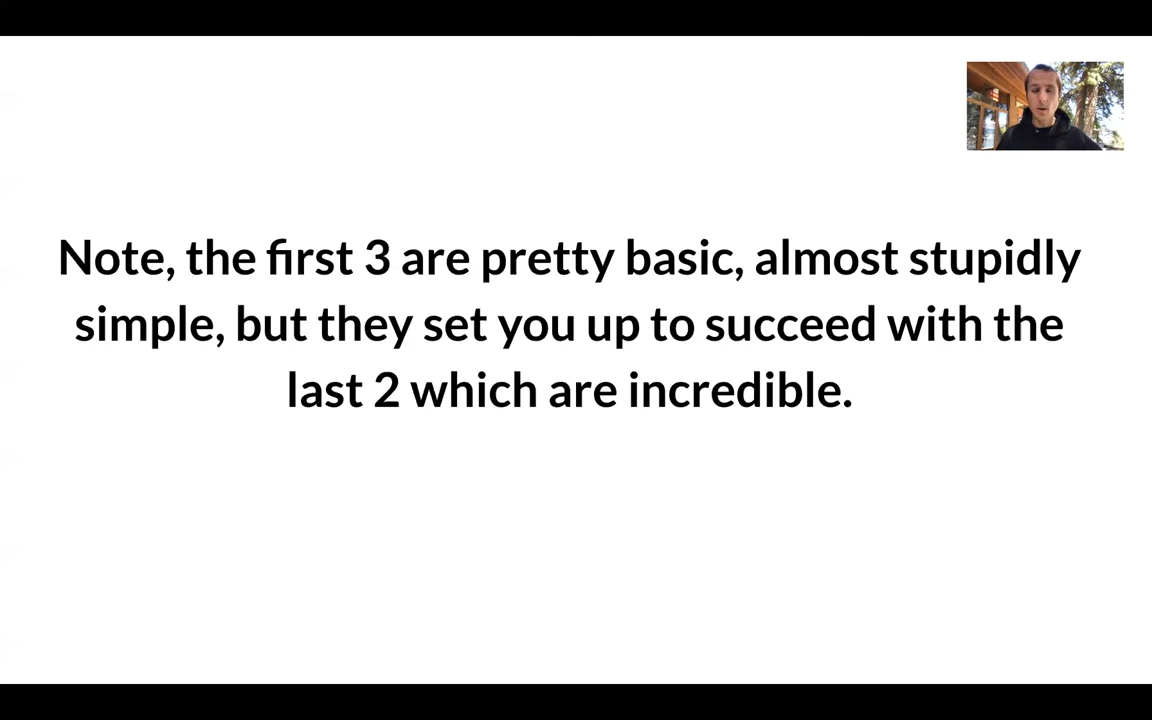 Note, the first 3 are pretty basic, almost stupidly
simple, but they set you up to succeed with the
last 2 which are incredible.